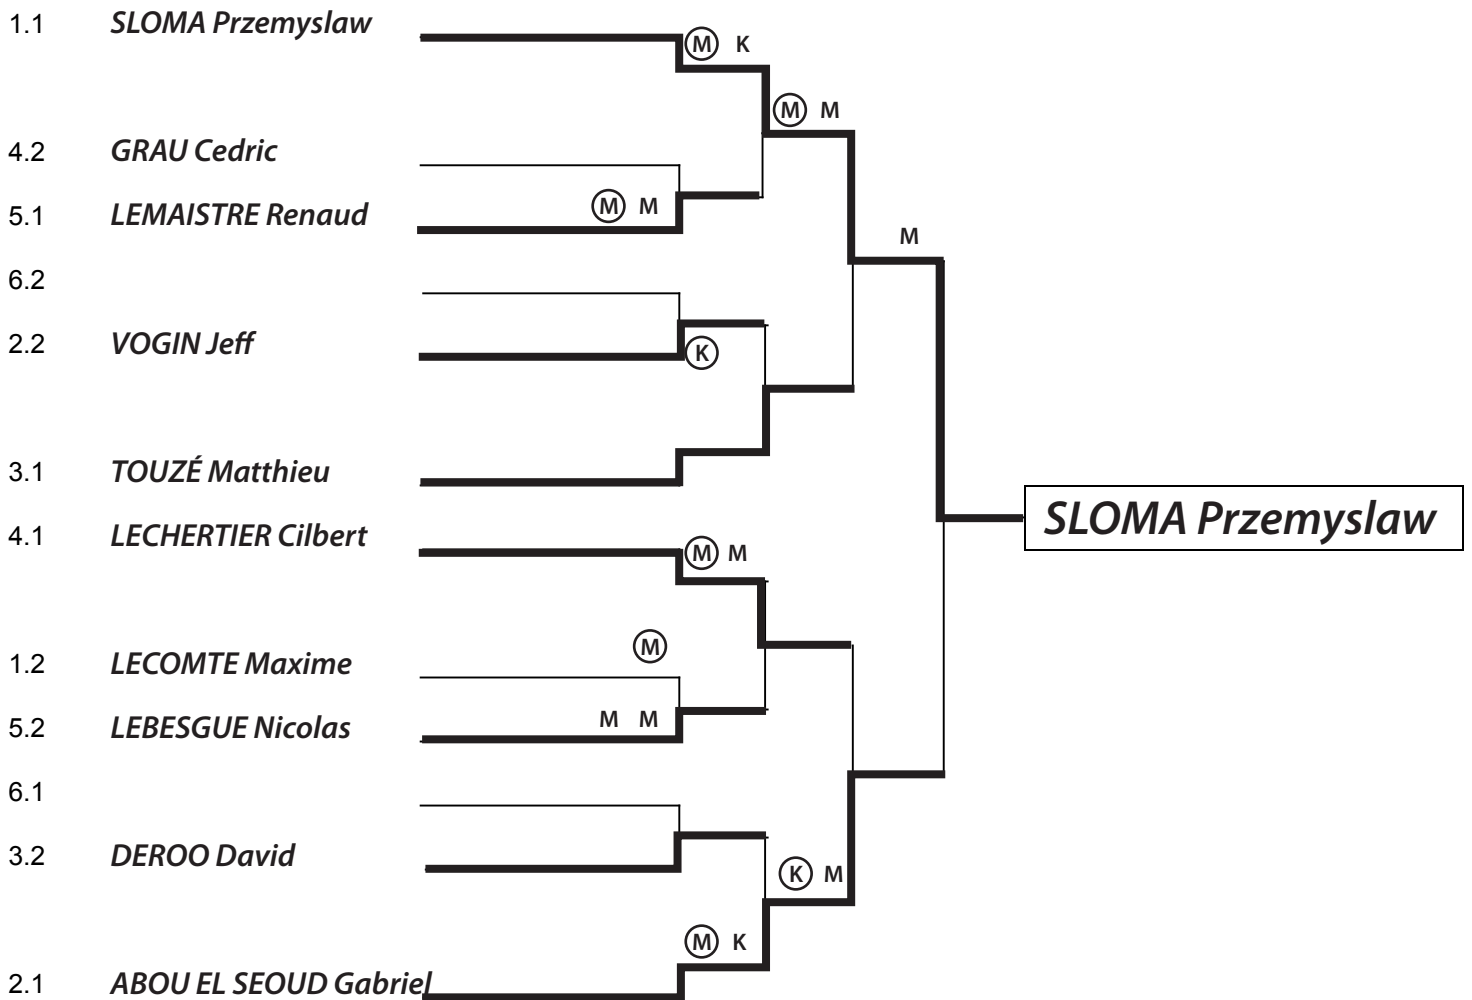 1.1 SLOMA Przemyslaw
M K
M M
4.2 GRAU Cedric
M M
5.1 LEMAISTRE Renaud
M
6.2
2.2 VOGIN Jeff
K
3.1 TOUZÉ Matthieu
SLOMA Przemyslaw
4.1 LECHERTIER Cilbert
M M
M
1.2 LECOMTE Maxime
5.2 LEBESGUE Nicolas
M M
6.1
3.2 DEROO David
K M
M K
2.1 ABOU EL SEOUD Gabriel